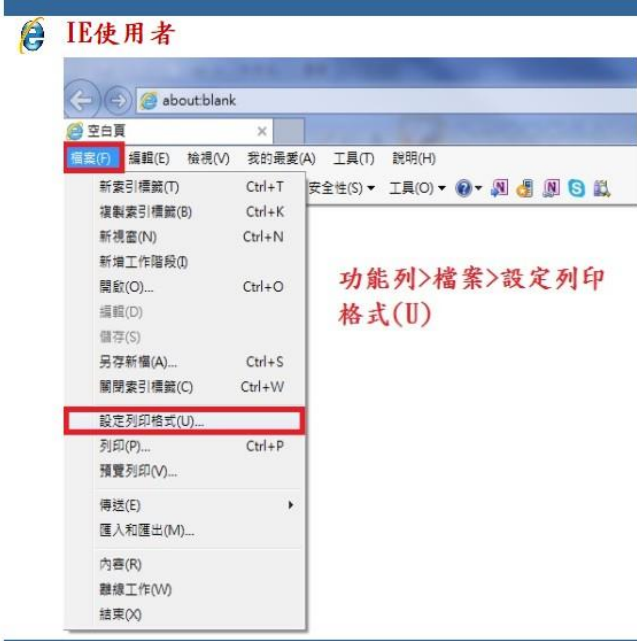 IE使用者
about:blank
空白頁
檔案(F) 編輯(E) 檢視(V) 我的最愛(A) 工具(T) 說明(H)
安全性(S) 工具(O)
新索引標籤(T) Ctrl+T
複製索引標籤(B) Ctrl+K
新視窗(N) Ctrl+N
新增工作階段(I)
開啟(O)... Ctrl+O
編輯(D)
儲存(S)
另存新檔(A)... Ctrl+S
關閉索引標籤(C) Ctrl+W
設定列印格式(U)...
列印(P)... Ctrl+P
預覽列印(V)...
傳送(E)
匯入和匯出(M)...
內容(R)
離線工作(W)
結束(X)
功能列>檔案>設定列印
格式(U)